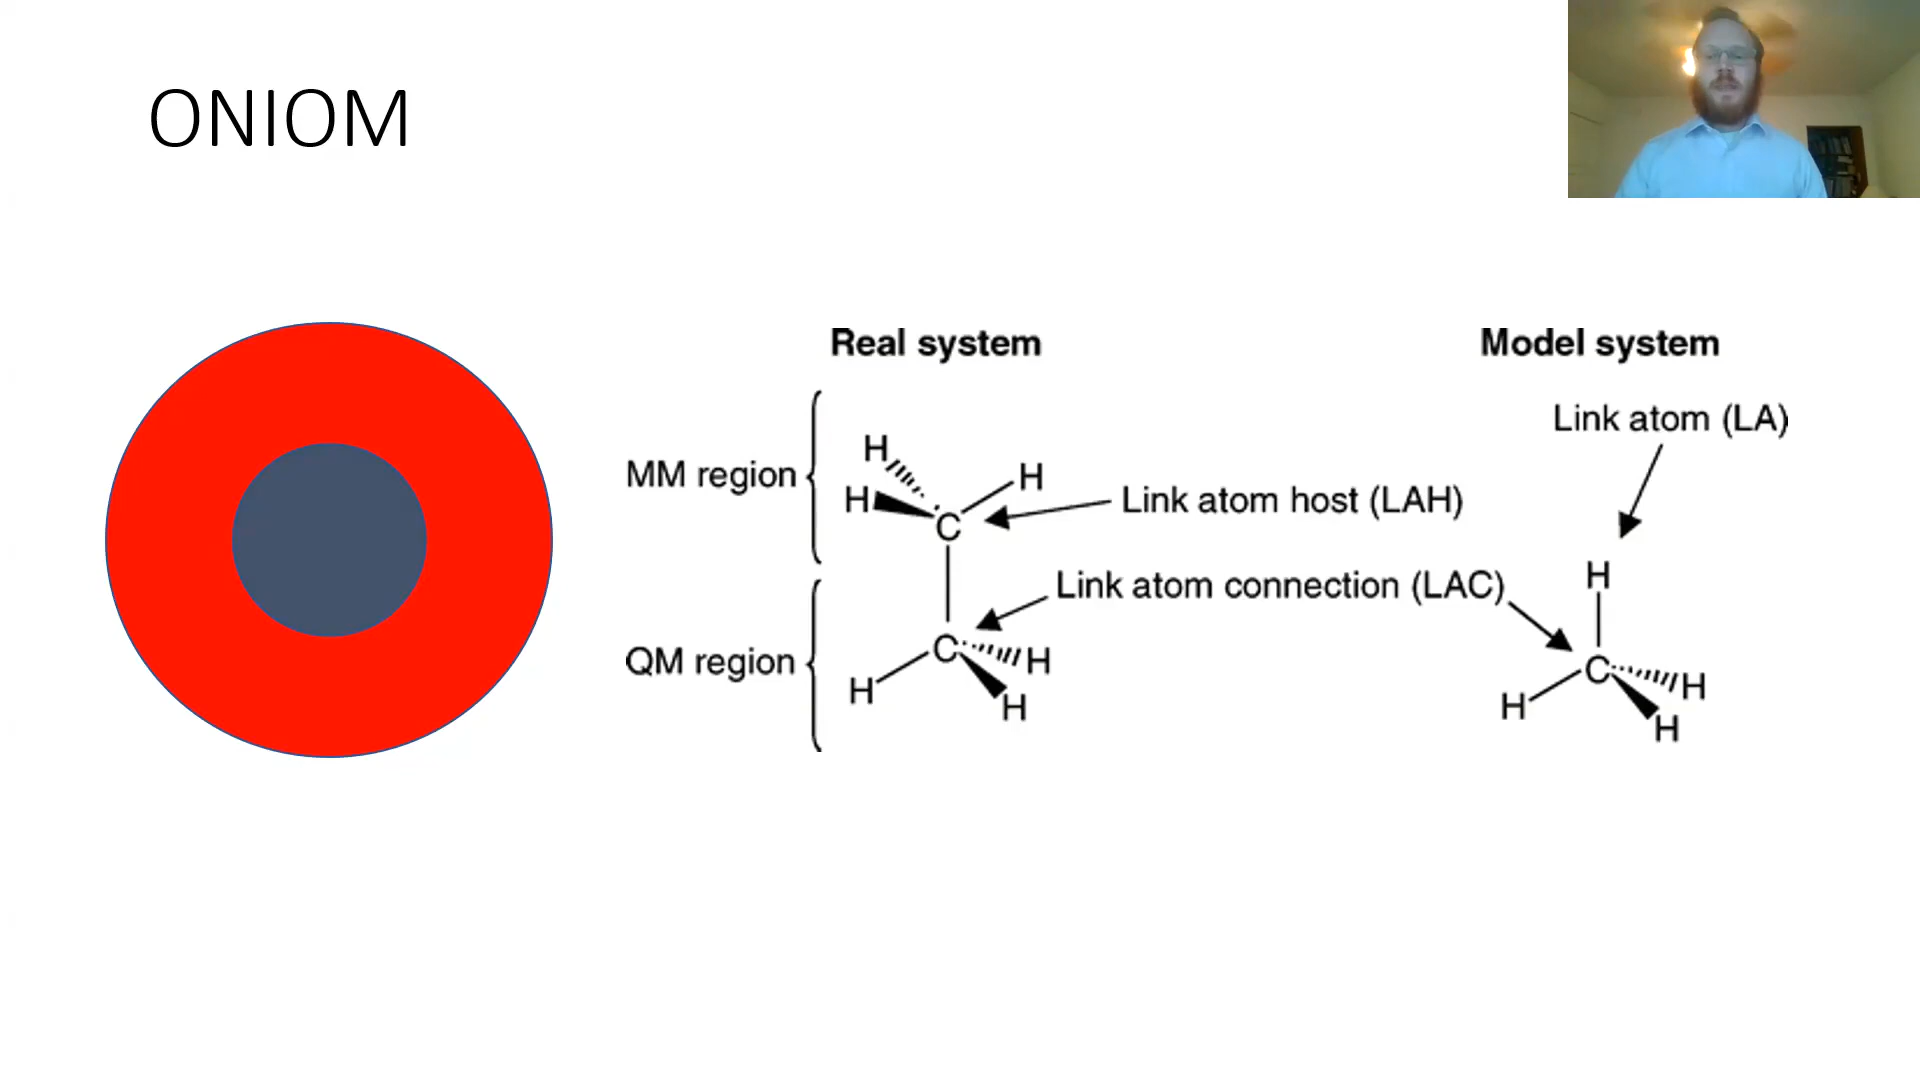 ONIOM
Real system
Model system
Link atom (LA)
MM region
H
H
H
C
Link atom host (LAH)
Link atom connection (LAC)
QM region
C
H
H
H
H
C
H
H
H